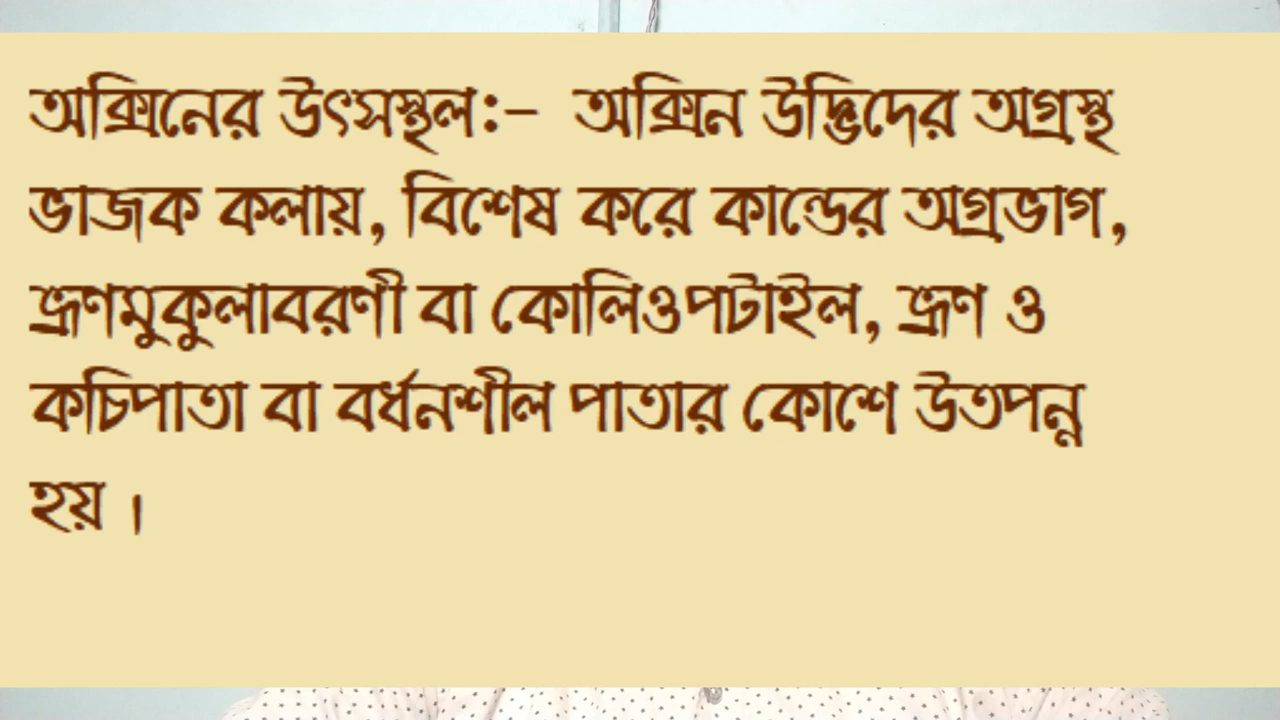 অক্সিনের উৎসস্থল:- অক্সিন উদ্ভিদের অগ্রস্থ
ভাজক কলায়, বিশেষ করে কান্ডের অগ্রভাগ,
ভ্রূণমুকুলাবরণী বা কোলিওপটাইল, ভ্রূণ ও
কচিপাতা বা বর্ধনশীল পাতার কোশে উতপন্ন
হয় ।